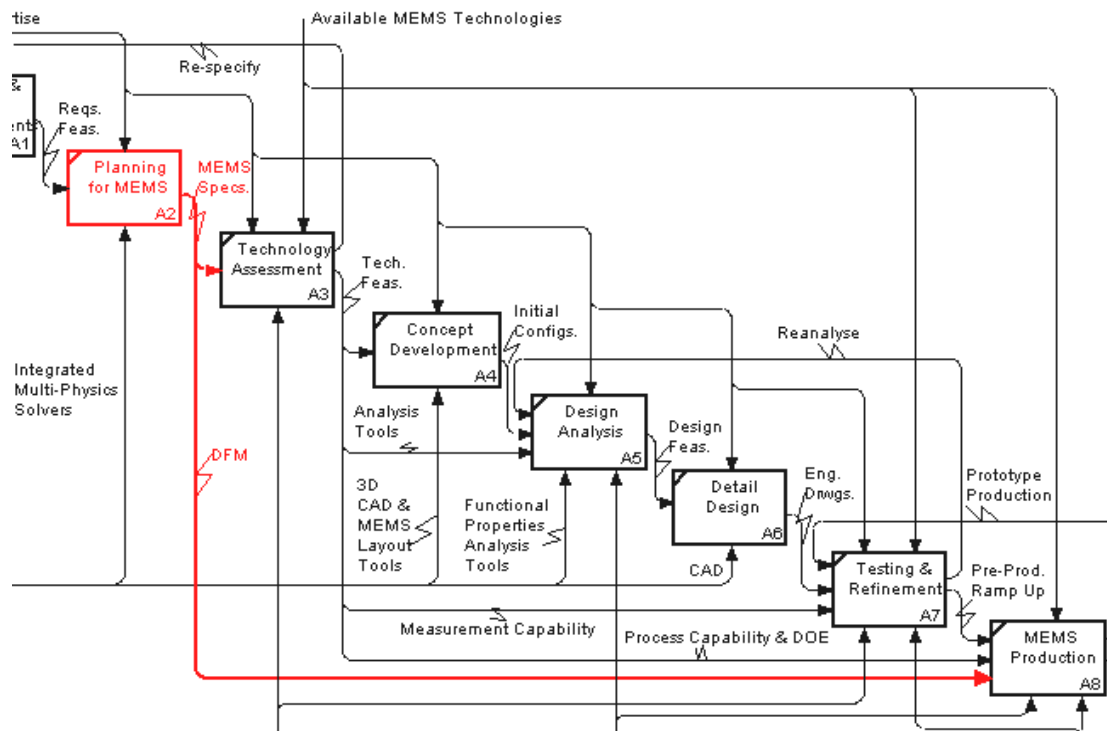 rtise
Available MEMS Technologies
Re-specify
&
ent
A1
Reqs.
Feas.
Planning
for MEMS
A2
MEMS
Specs.
Technology
Assessment
A3
Tech.
Feas.
Concept
Development
A4
Initial
Configs.
Reanalyse
Integrated
Multi-Physics
Solvers
Analysis
Tools
Design
Analysis
A5
Design
Feas.
DFM
3D
CAD &
MEMS
Layout
Tools
Functional
Properties
Analysis
Tools
Detail
Design
A6
Eng.
Drwgs.
Prototype
Production
CAD
Testing &
Refinement
A7
Pre-Prod.
Ramp Up
Measurement Capability
Process Capability & DOE
MEMS
Production
A8